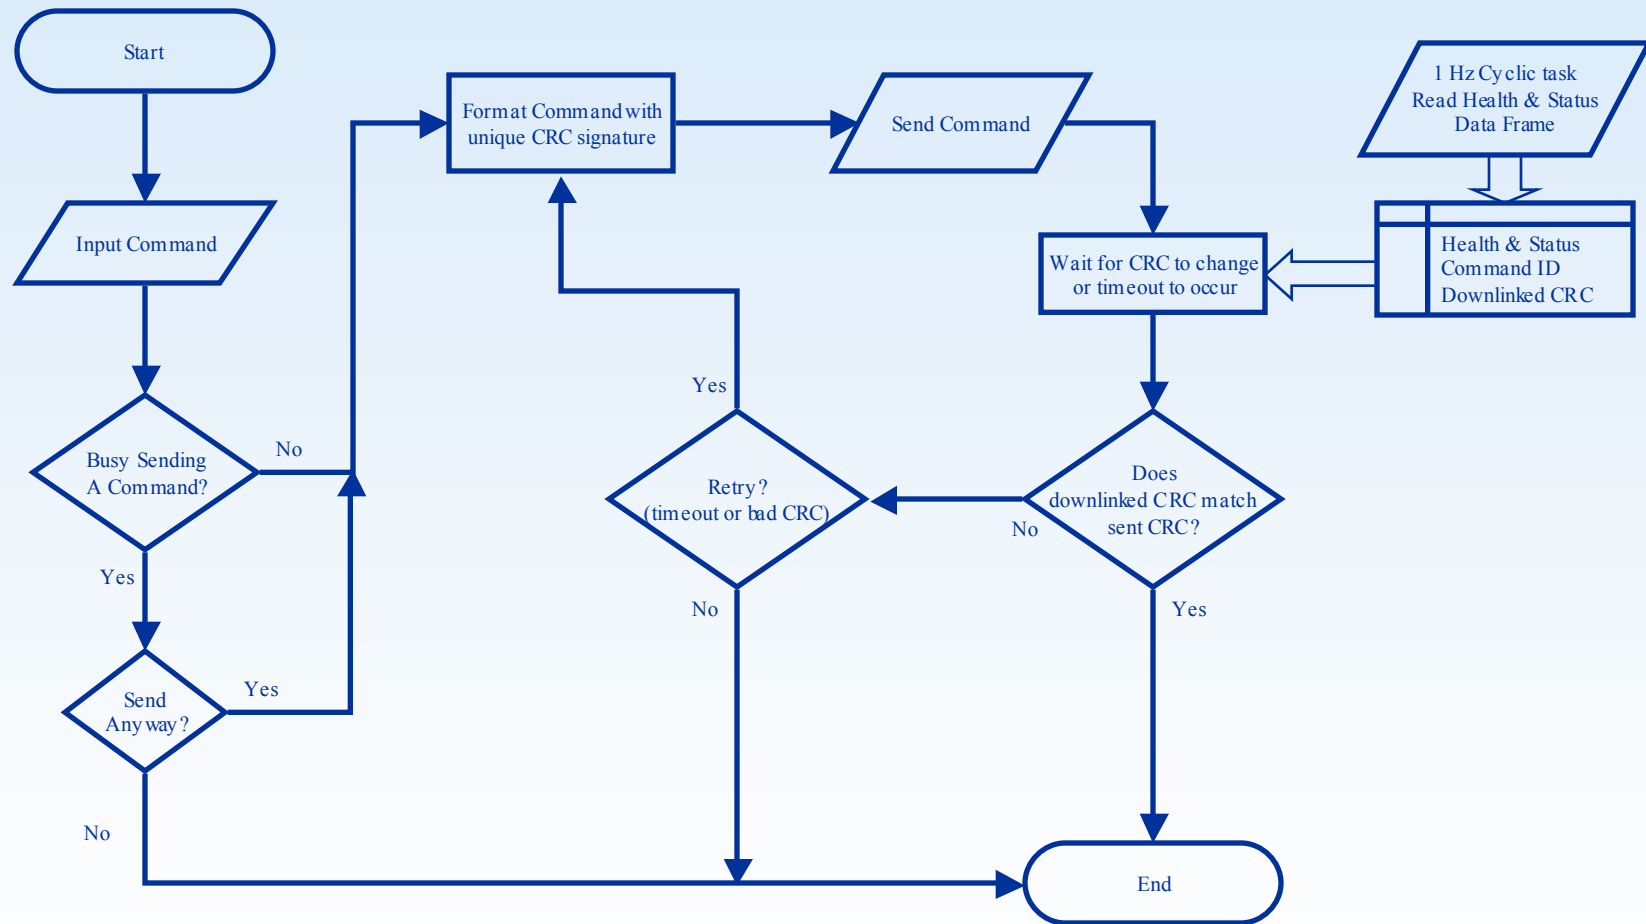 Start
Input Command
Busy Sending
A Command?
No
Yes
Send
Anyway?
Yes
No
Format Command with
unique CRC signature
Send Command
1 Hz Cyclic task
Read Health & Status
Data Frame
Health & Status
Command ID
Downlinked CRC
Wait for CRC to change
or timeout to occur
Does
downlinked CRC match
sent CRC?
No
Yes
Retry?
(timeout or bad CRC)
Yes
No
End